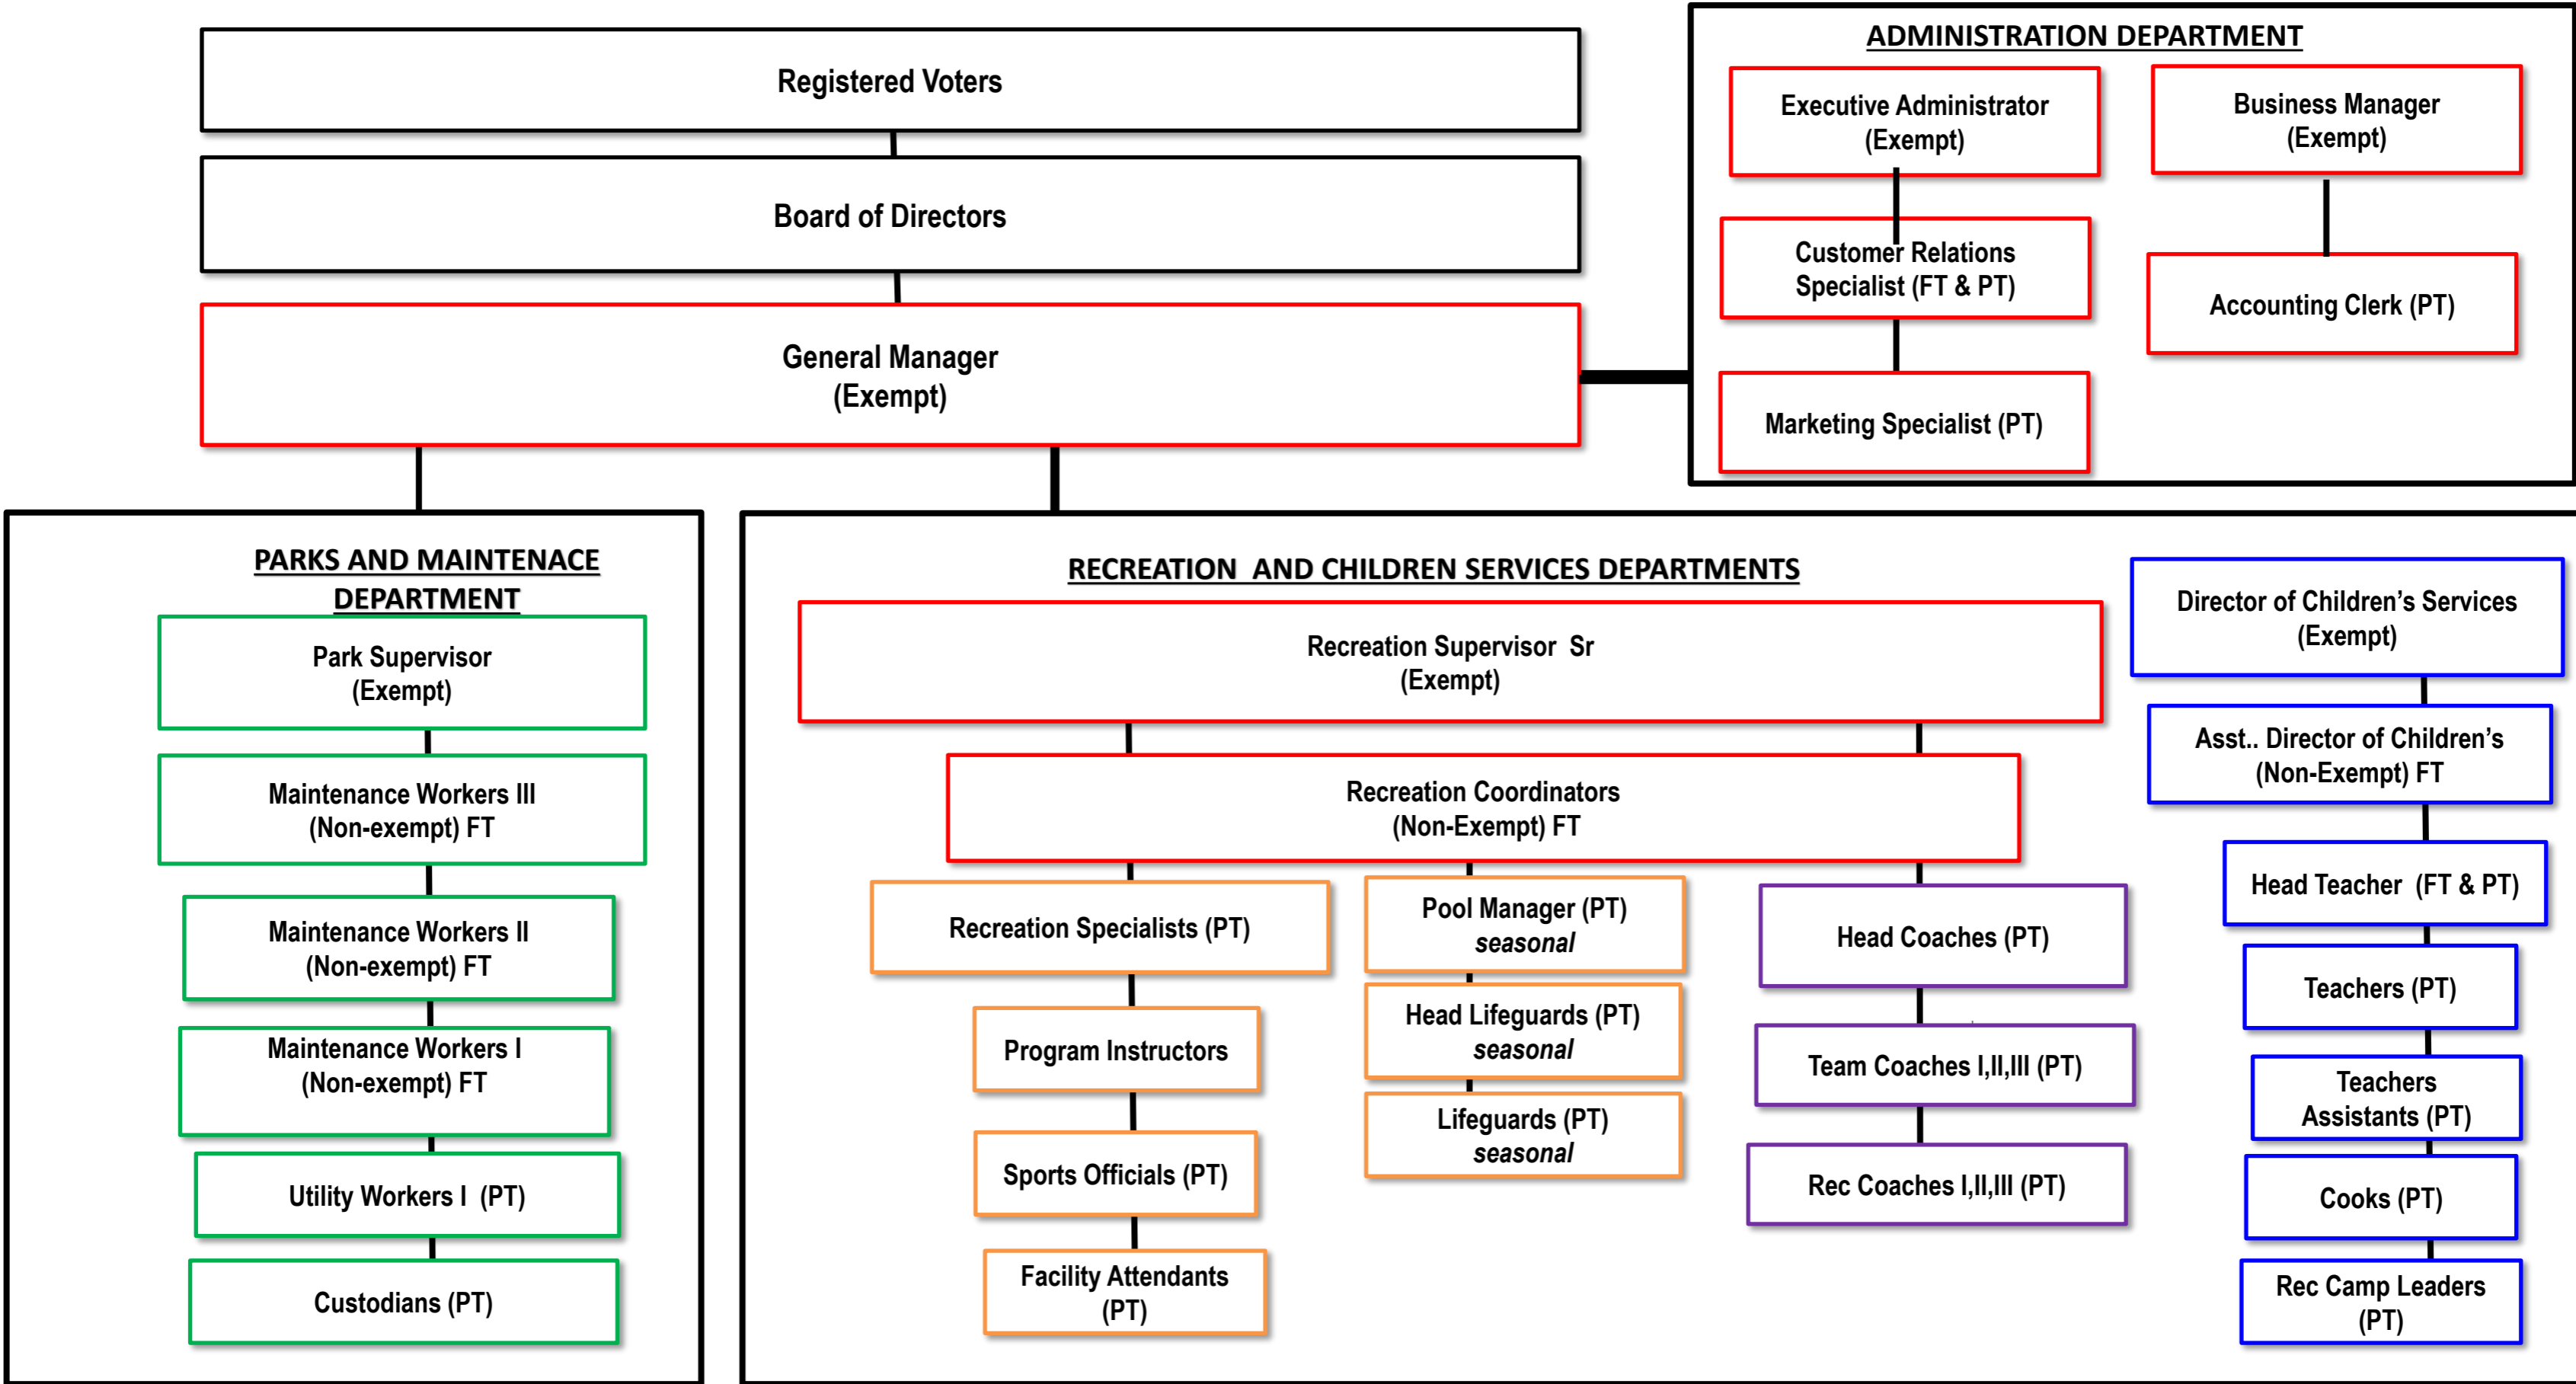 Registered Voters
Board of Directors
General Manager
(Exempt)
ADMINISTRATION DEPARTMENT
Executive Administrator
(Exempt)
Customer Relations
Specialist (FT & PT)
Marketing Specialist (PT)
Business Manager
(Exempt)
Accounting Clerk (PT)
PARKS AND MAINTENACE
DEPARTMENT
Park Supervisor
(Exempt)
Maintenance Workers III
(Non-exempt) FT
Maintenance Workers II
(Non-exempt) FT
Maintenance Workers I
(Non-exempt) FT
Utility Workers I (PT)
Custodians (PT)
RECREATION AND CHILDREN SERVICES DEPARTMENTS
Recreation Supervisor Sr
(Exempt)
Recreation Coordinators
(Non-Exempt) FT
Recreation Specialists (PT)
Program Instructors
Sports Officials (PT)
Facility Attendants
(PT)
Pool Manager (PT)
seasonal
Head Lifeguards (PT)
seasonal
Lifeguards (PT)
seasonal
Head Coaches (PT)
Team Coaches I,II,III (PT)
Rec Coaches I,II,III (PT)
Director of Children’s Services
(Exempt)
Asst.. Director of Children’s
(Non-Exempt) FT
Head Teacher (FT & PT)
Teachers (PT)
Teachers
Assistants (PT)
Cooks (PT)
Rec Camp Leaders
(PT)